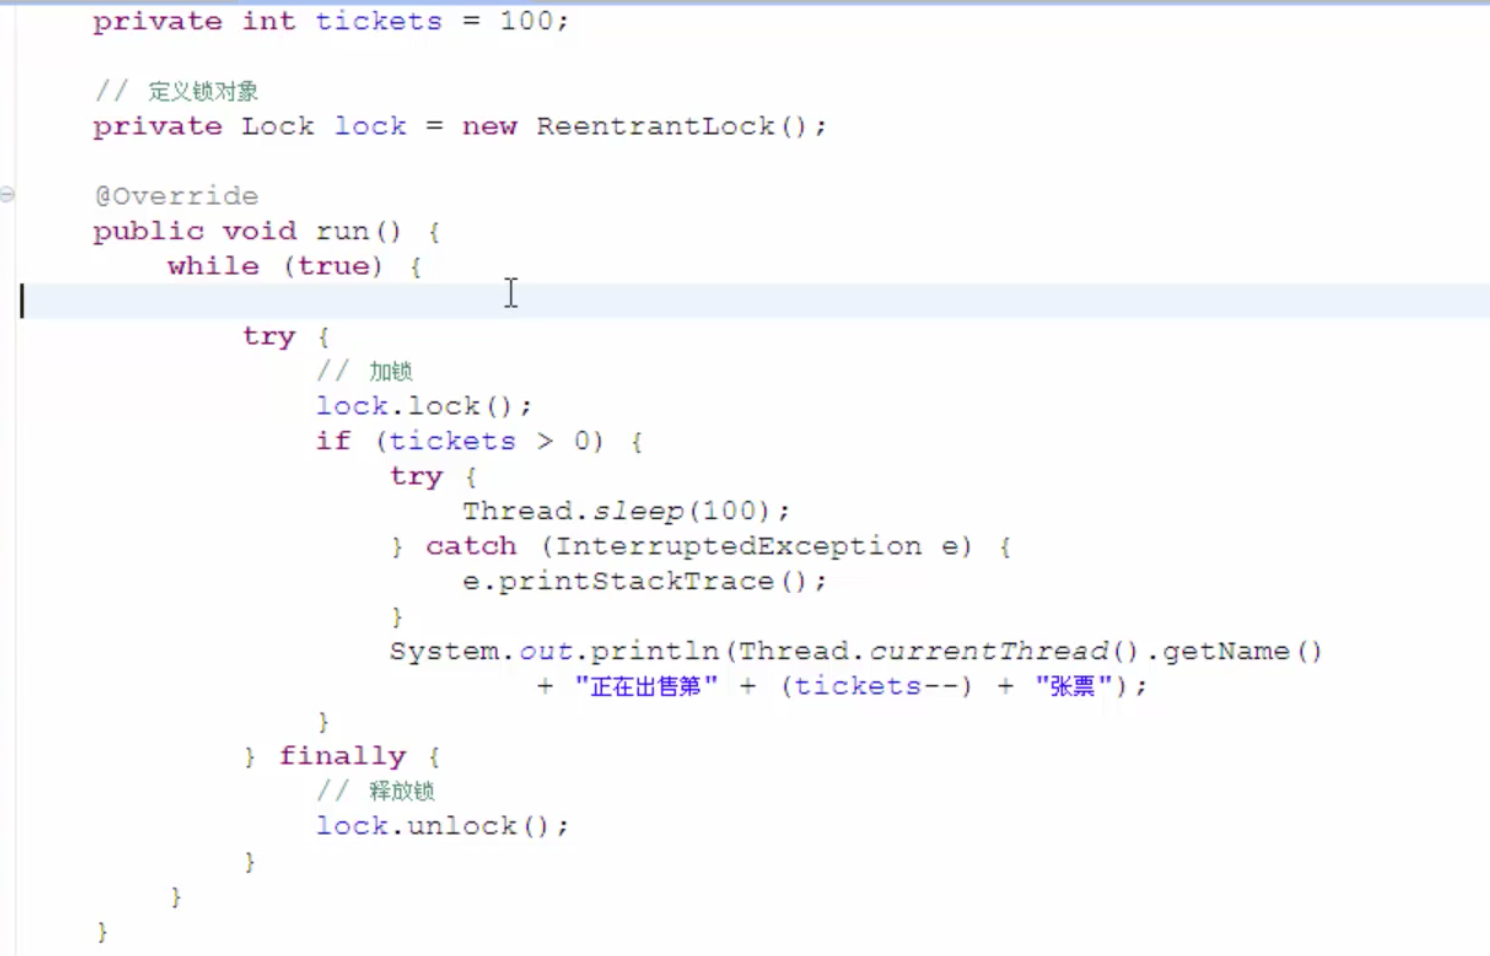 private int tickets = 100;
// 定义锁对象
private Lock lock = new ReentrantLock();
@Override
public void run() {
while (true) {
try {
// 加锁
lock.lock();
if (tickets > 0) {
try {
Thread.sleep(100);
} catch (InterruptedException e) {
e.printStackTrace();
}
System.out.println(Thread.currentThread().getName()
+ "正在出售第" + (tickets--) + "张票");
}
} finally {
// 释放锁
lock.unlock();
}
}
}